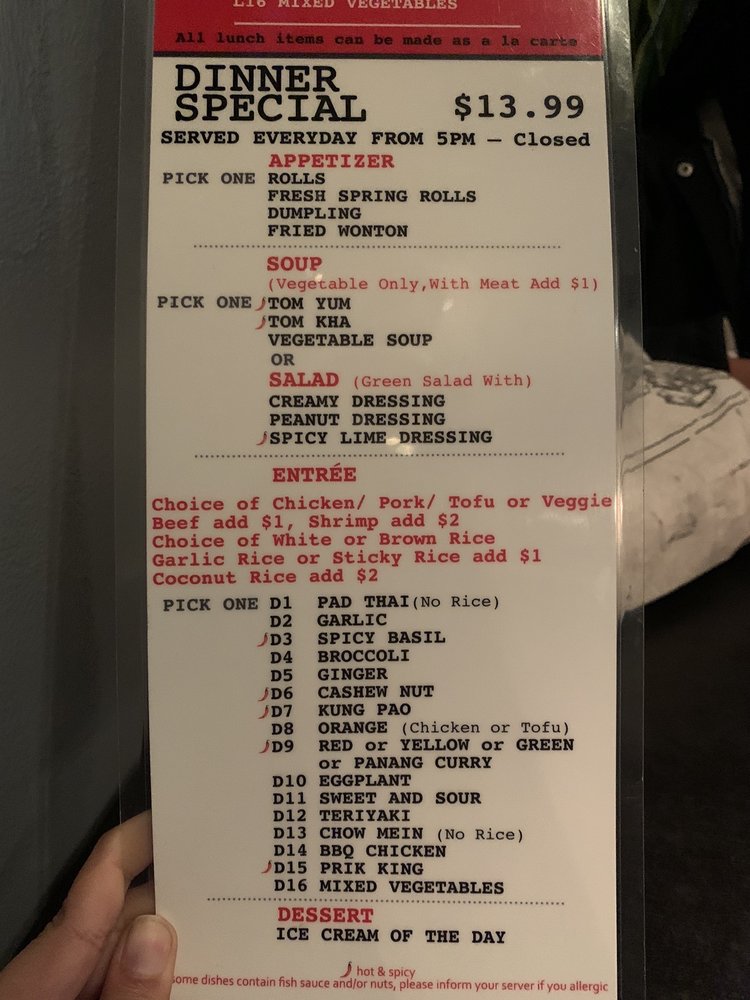 L16 MIXED VEGETABLES
All lunch items can be made as a la carte
DINNER
SPECIAL $13.99
SERVED EVERYDAY FROM 5PM — Closed
APPETIZER
PICK ONE ROLLS
FRESH SPRING ROLLS
DUMPLING
FRIED WONTON
SOUP
(Vegetable Only,With Meat Add $1)
PICK ONE TOM YUM
TOM KHA
VEGETABLE SOUP
OR
SALAD (Green Salad With)
CREAMY DRESSING
PEANUT DRESSING
SPICY LIME DRESSING
ENTRÉE
Choice of Chicken/ Pork/ Tofu or Veggie
Beef add $1, Shrimp add $2
Choice of White or Brown Rice
Garlic Rice or Sticky Rice add $1
Coconut Rice add $2
PICK ONE D1 PAD THAI(No Rice)
D2 GARLIC
D3 SPICY BASIL
D4 BROCCOLI
D5 GINGER
D6 CASHEW NUT
D7 KUNG PAO
D8 ORANGE (Chicken or Tofu)
D9 RED or YELLOW or GREEN
or PANANG CURRY
D10 EGGPLANT
D11 SWEET AND SOUR
D12 TERIYAKI
D13 CHOW MEIN (No Rice)
D14 BBQ CHICKEN
D15 PRIK KING
D16 MIXED VEGETABLES
DESSERT
ICE CREAM OF THE DAY
hot & spicy
some dishes contain fish sauce and/or nuts, please inform your server if you allergic